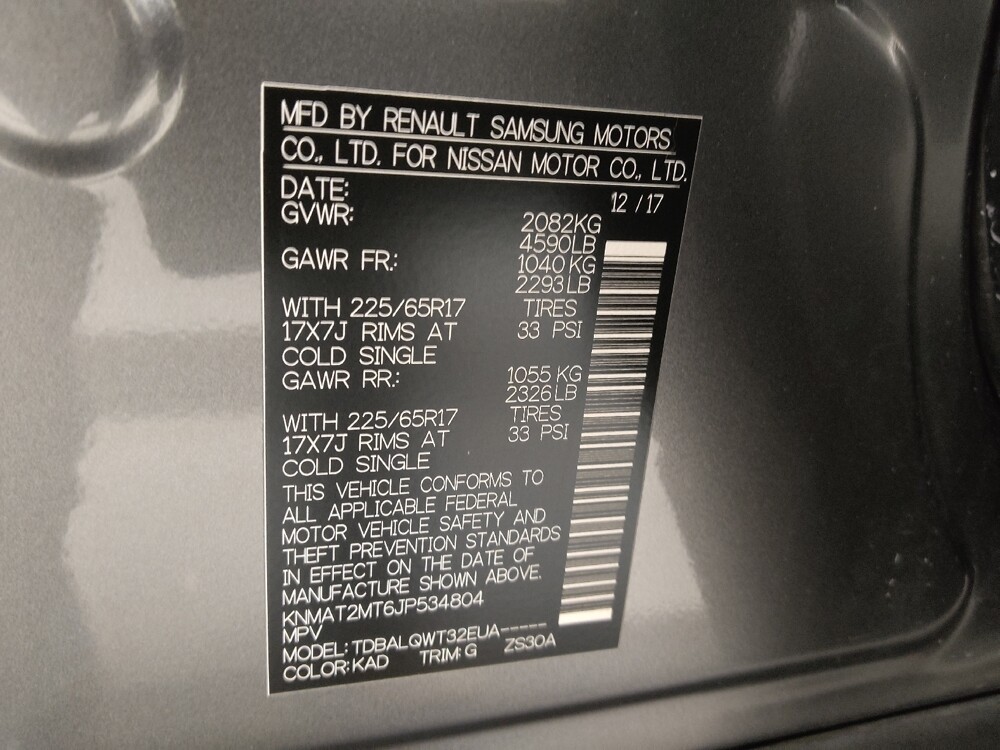 MFD BY RENAULT SAMSUNG MOTORS
CO., LTD. FOR NISSAN MOTOR CO., LTD.
DATE: 12 / 17
GVWR: 2082KG
4590LB
GAWR FR.: 1040 KG
2293 LB
WITH 225/65R17 TIRES
17X7J RIMS AT 33 PSI
COLD SINGLE
GAWR RR.: 1055 KG
2326 LB
WITH 225/65R17 TIRES
17X7J RIMS AT 33 PSI
COLD SINGLE
THIS VEHICLE CONFORMS TO
ALL APPLICABLE FEDERAL
MOTOR VEHICLE SAFETY AND
THEFT PREVENTION STANDARDS
IN EFFECT ON THE DATE OF
MANUFACTURE SHOWN ABOVE.
KNMAT2MT6JP534804
MPV
MODEL: TDBALQWT32EUA-----
COLOR: KAD TRIM: G ZS30A